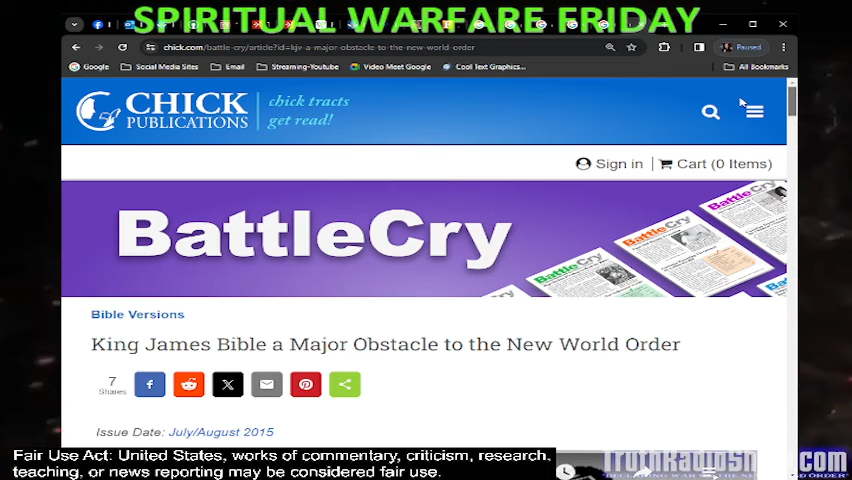 SPIRITUAL WARFARE FRIDAY
Paused
chick.com/battle-cry/article?id=kjv-a-major-obstacle-to-the-new-world-order
Google
Social Media Sites
Email
Streaming-Youtube
Video Meet Google
Cool Text Graphics...
All Bookmarks
CHICK
PUBLICATIONS
chick tracts
get read!
Sign in
Cart (0 Items)
BattleCry
BattleCry
BattleCry
BattleCry
Bible Versions
King James Bible a Major Obstacle to the New World Order
7
Shares
Issue Date: July/August 2015
Fair Use Act: United States, works of commentary, criticism, research,
teaching, or news reporting may be considered fair use.